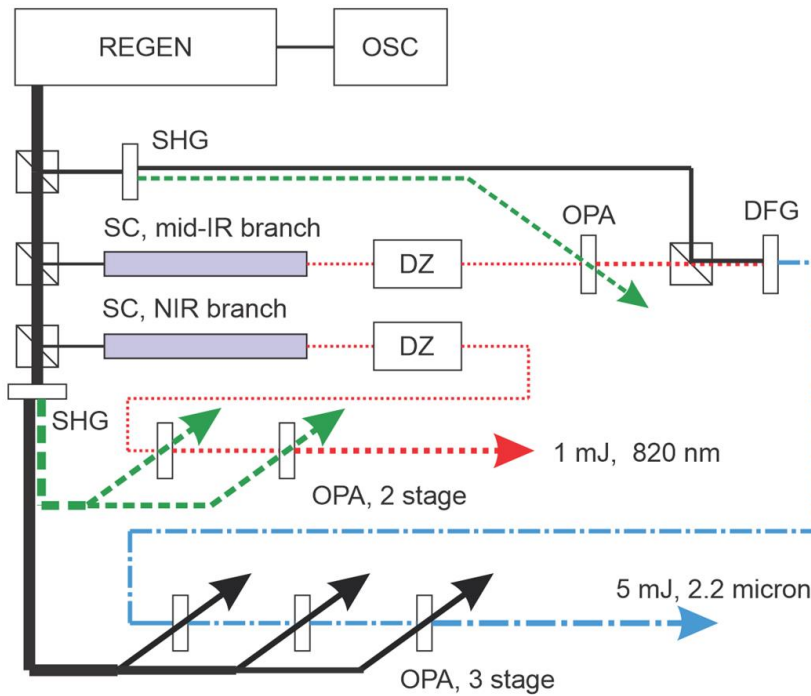 REGEN
OSC
SHG
OPA
DFG
SC, mid-IR branch
DZ
SC, NIR branch
DZ
SHG
1 mJ, 820 nm
OPA, 2 stage
5 mJ, 2.2 micron
OPA, 3 stage